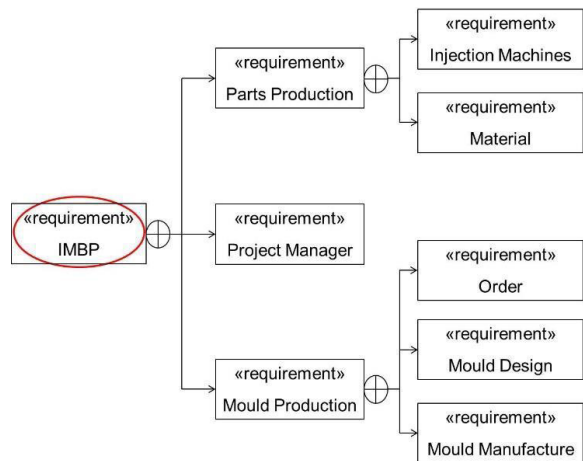 «requirement»
IMBP
«requirement»
Parts Production
«requirement»
Injection Machines
«requirement»
Material
«requirement»
Project Manager
«requirement»
Mould Production
«requirement»
Order
«requirement»
Mould Design
«requirement»
Mould Manufacture